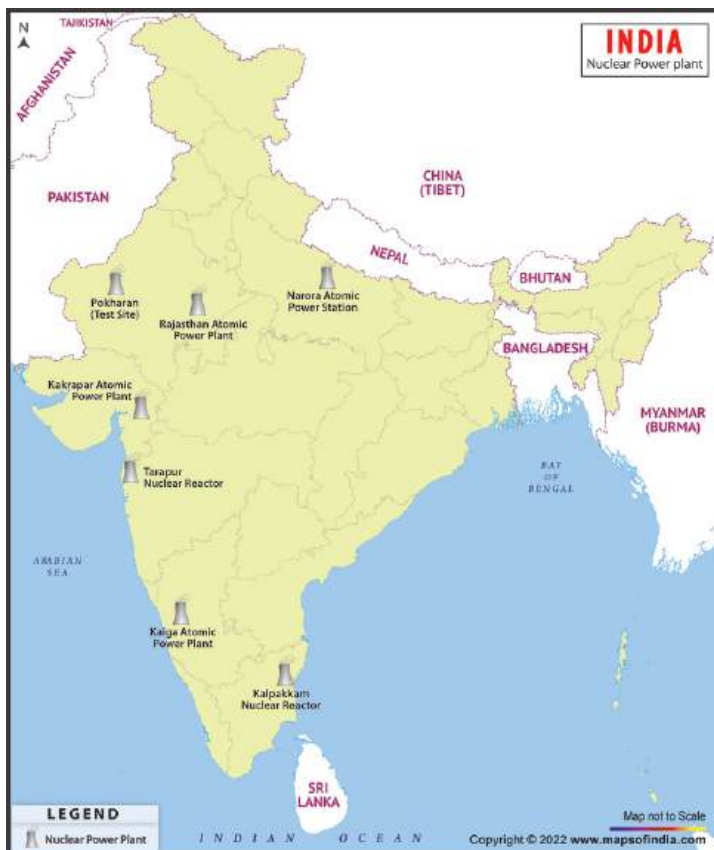 TAJIKISTAN
N
AFGHANISTAN
INDIA
Nuclear Power plant
CHINA
(TIBET)
PAKISTAN
NEPAL
BHUTAN
Pokharan
(Test Site)
Rajasthan Atomic
Power Plant
Narora Atomic
Power Station
BANGLADESH
Kakrapar Atomic
Power Plant
MYANMAR
(BURMA)
Tarapur
Nuclear Reactor
BAY
OF
BENGAL
ARABIAN
SEA
Kaiga Atomic
Power Plant
Kalpakkam
Nuclear Reactor
SRI
LANKA
LEGEND
Nuclear Power Plant
INDIAN OCEAN
Map not to Scale
Copyright © 2022 www.mapsofindia.com